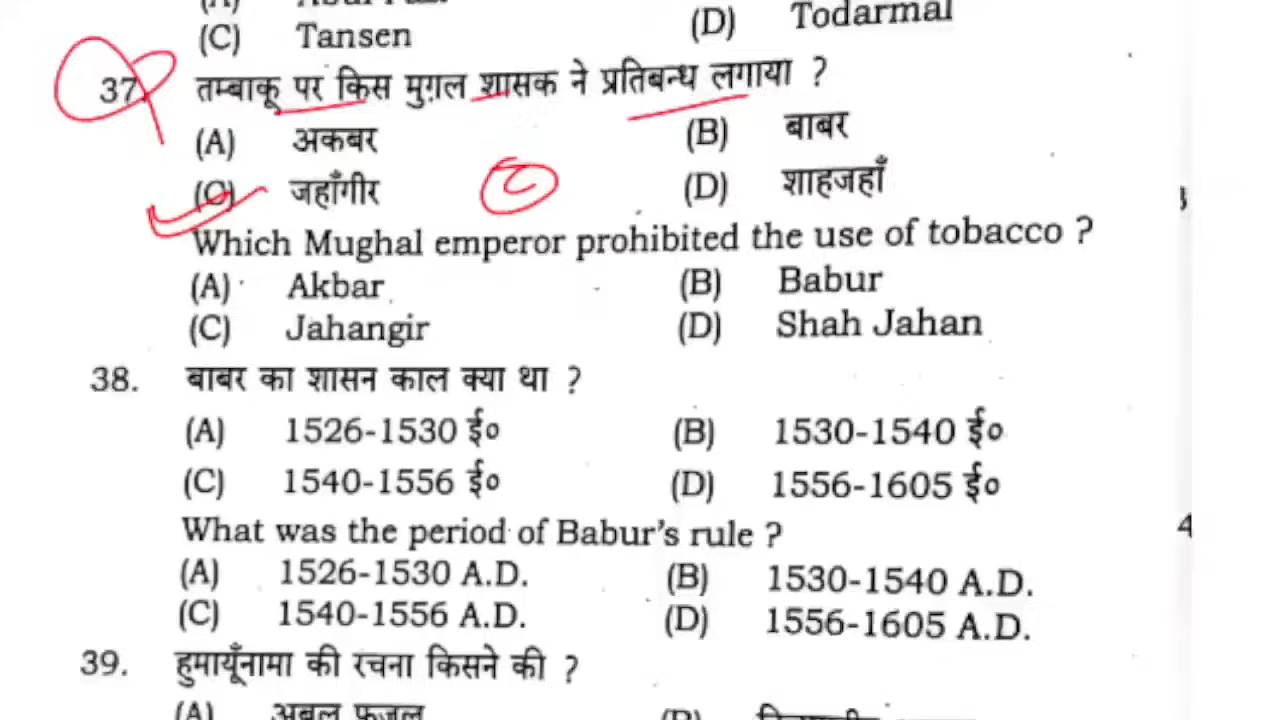 (C) Tansen (D) Todarmal
37. तम्बाकू पर किस मुग़ल शासक ने प्रतिबन्ध लगाया ?
(A) अकबर (B) बाबर
(C) जहाँगीर (D) शाहजहाँ
Which Mughal emperor prohibited the use of tobacco ?
(A) Akbar (B) Babur
(C) Jahangir (D) Shah Jahan
38. बाबर का शासन काल क्या था ?
(A) 1526-1530 ई० (B) 1530-1540 ई०
(C) 1540-1556 ई० (D) 1556-1605 ई०
What was the period of Babur's rule ?
(A) 1526-1530 A.D. (B) 1530-1540 A.D.
(C) 1540-1556 A.D. (D) 1556-1605 A.D.
39. हुमायूँनामा की रचना किसने की ?
(A) अबुल फजल